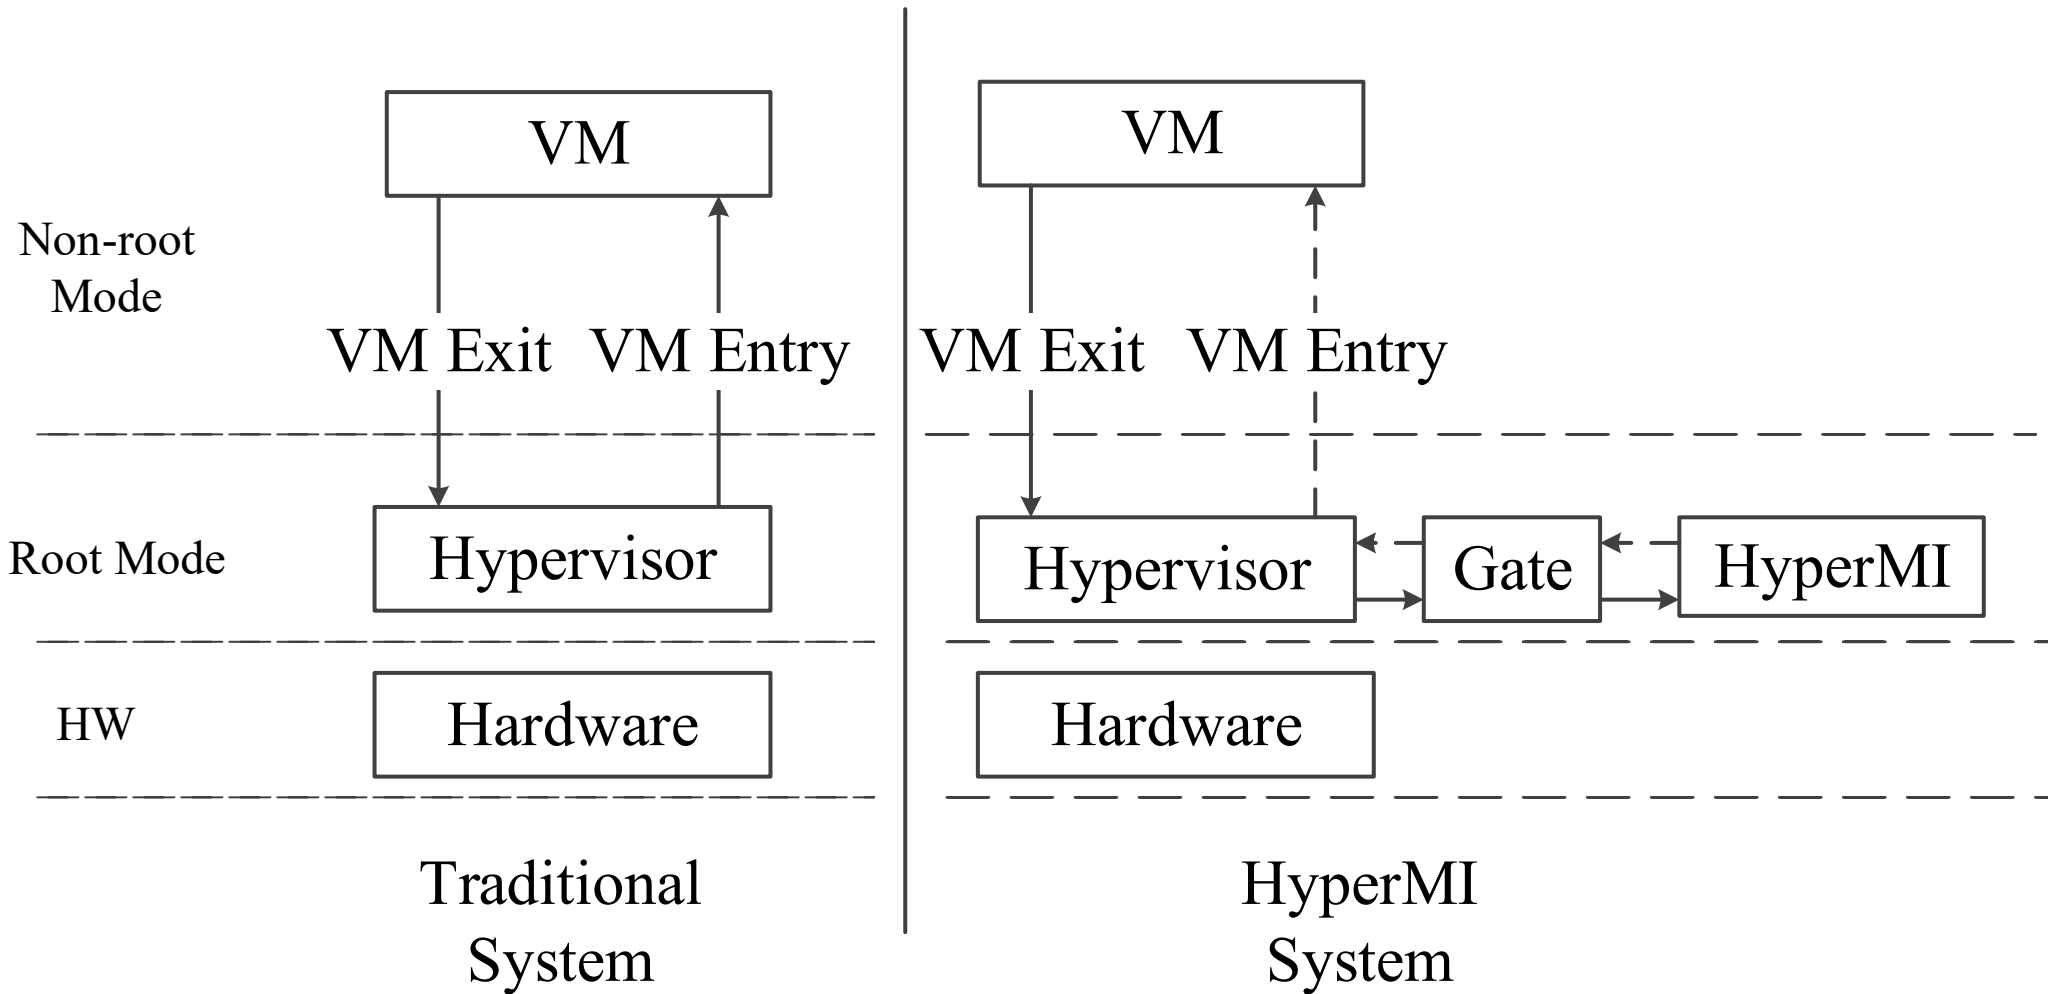 VM
VM
Non-root
Mode
VM Exit
VM Entry
VM Exit
VM Entry
Root Mode
Hypervisor
Hypervisor
Gate
HyperMI
HW
Hardware
Hardware
Traditional
System
HyperMI
System